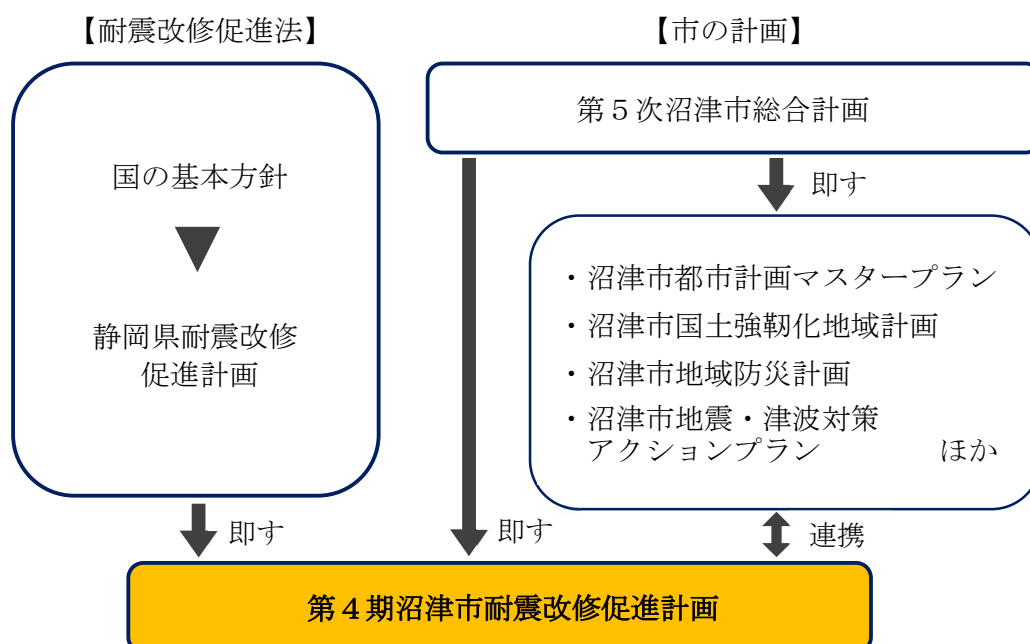 【耐震改修促進法】
国の基本方針
静岡県耐震改修
促進計画
即す
【市の計画】
第５次沼津市総合計画
即す
・沼津市都市計画マスタープラン
・沼津市国土強靭化地域計画
・沼津市地域防災計画
・沼津市地震・津波対策
アクションプラン　ほか
即す
連携
第４期沼津市耐震改修促進計画